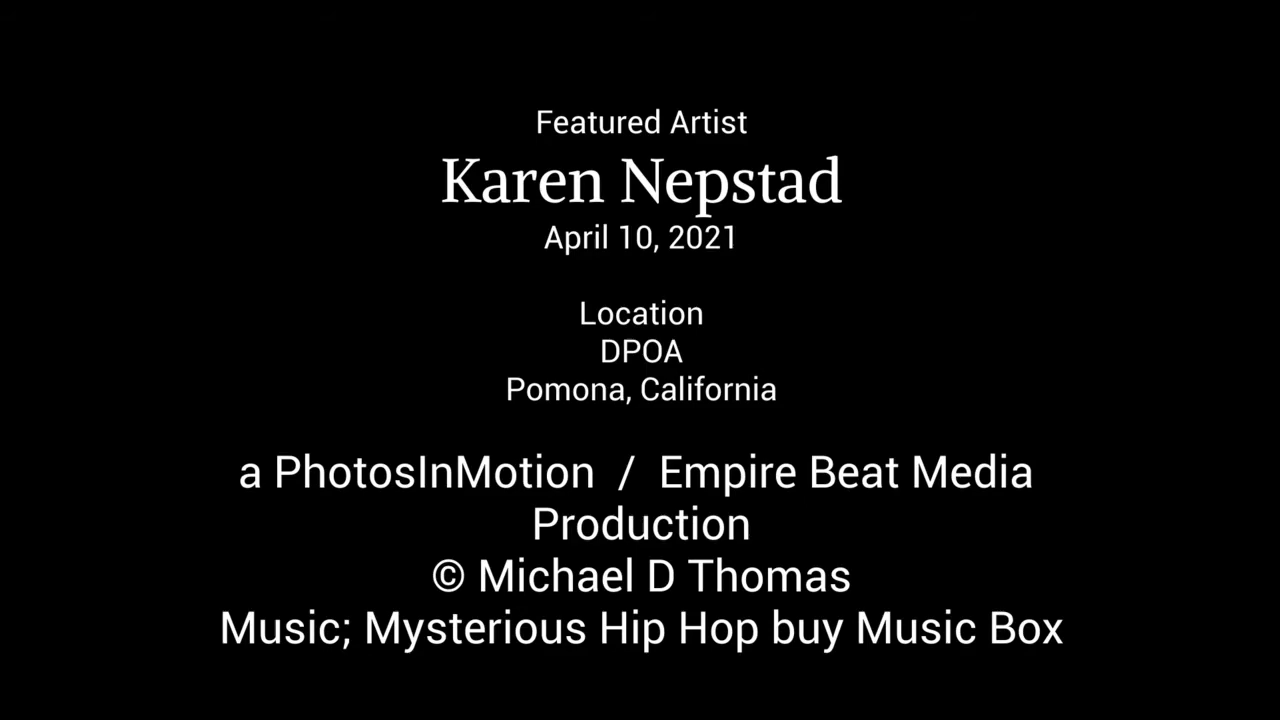 Featured Artist
Karen Nepstad
April 10, 2021
Location
DPOA
Pomona, California
a PhotosInMotion / Empire Beat Media
Production
© Michael D Thomas
Music; Mysterious Hip Hop buy Music Box